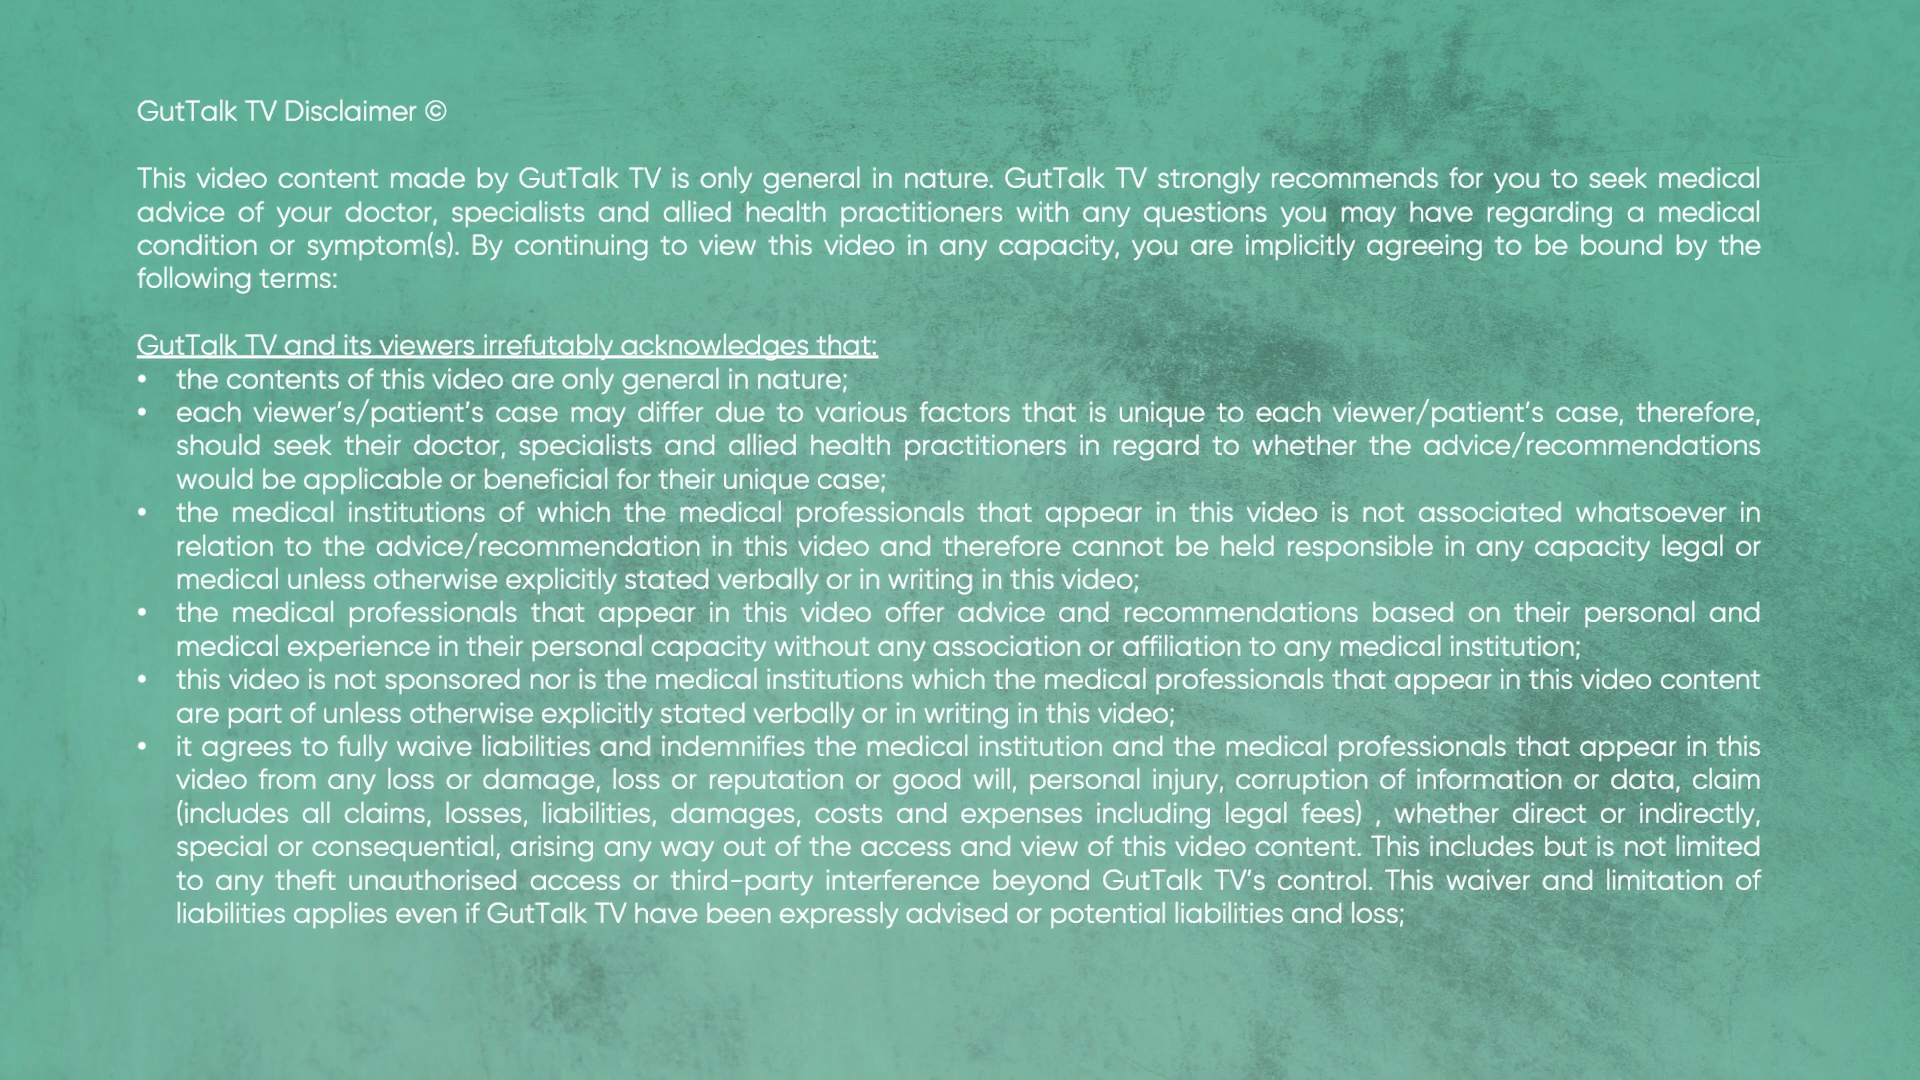 GutTalk TV Disclaimer ©
This video content made by GutTalk TV is only general in nature. GutTalk TV strongly recommends for you to seek medical
advice of your doctor, specialists and allied health practitioners with any questions you may have regarding a medical
condition or symptom(s). By continuing to view this video in any capacity, you are implicitly agreeing to be bound by the
following terms:
GutTalk TV and its viewers irrefutably acknowledges that:
• the contents of this video are only general in nature;
• each viewer’s/patient’s case may differ due to various factors that is unique to each viewer/patient’s case, therefore,
should seek their doctor, specialists and allied health practitioners in regard to whether the advice/recommendations
would be applicable or beneficial for their unique case;
• the medical institutions of which the medical professionals that appear in this video is not associated whatsoever in
relation to the advice/recommendation in this video and therefore cannot be held responsible in any capacity legal or
medical unless otherwise explicitly stated verbally or in writing in this video;
• the medical professionals that appear in this video offer advice and recommendations based on their personal and
medical experience in their personal capacity without any association or affiliation to any medical institution;
• this video is not sponsored nor is the medical institutions which the medical professionals that appear in this video content
are part of unless otherwise explicitly stated verbally or in writing in this video;
• it agrees to fully waive liabilities and indemnifies the medical institution and the medical professionals that appear in this
video from any loss or damage, loss or reputation or good will, personal injury, corruption of information or data, claim
(includes all claims, losses, liabilities, damages, costs and expenses including legal fees) , whether direct or indirectly,
special or consequential, arising any way out of the access and view of this video content. This includes but is not limited
to any theft unauthorised access or third-party interference beyond GutTalk TV’s control. This waiver and limitation of
liabilities applies even if GutTalk TV have been expressly advised or potential liabilities and loss;